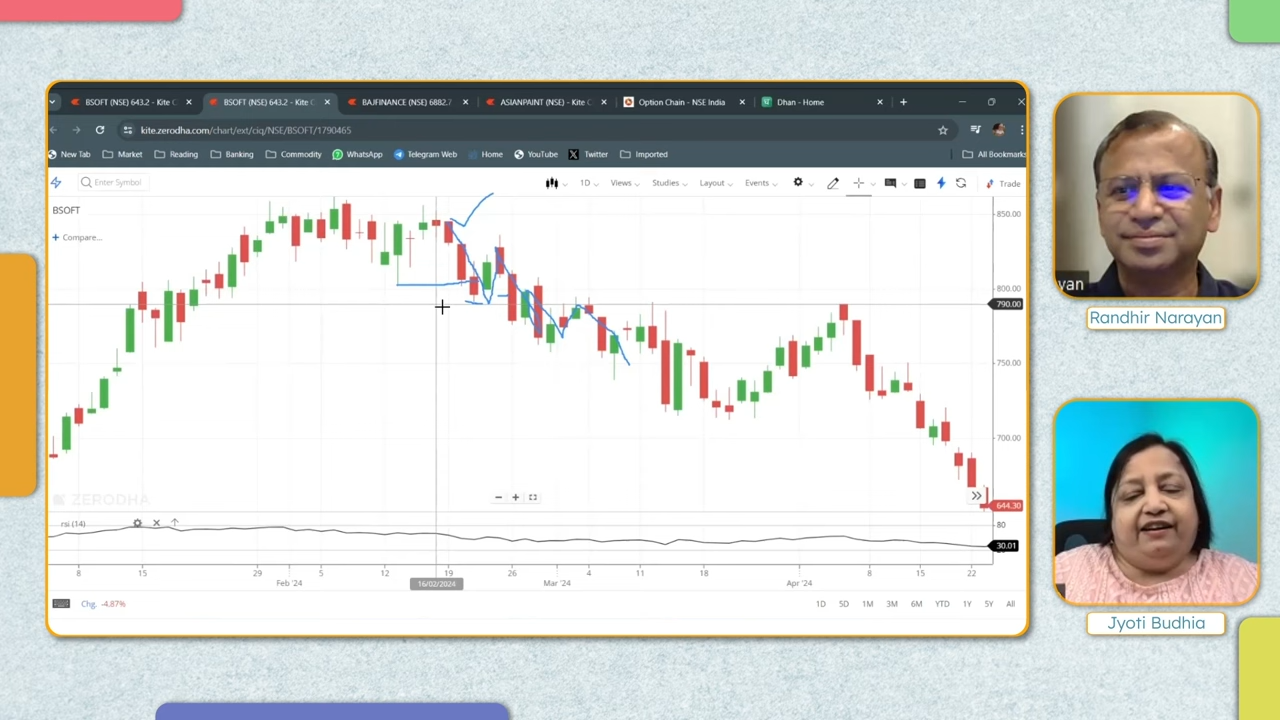 BSOFT (NSE) 643.2 - Kite C
BSOFT (NSE) 643.2 - Kite C
BAJFINANCE (NSE) 6882.7
ASIANPAINT (NSE) - Kite C
Option Chain - NSE India
Dhan - Home
kite.zerodha.com/chart/ext/ciq/NSE/BSOFT/1790465
New Tab
Market
Reading
Banking
Commodity
WhatsApp
Telegram Web
Home
YouTube
Twitter
Imported
All Bookmarks
Enter Symbol
1D
Views
Studies
Layout
Events
Trade
BSOFT
Compare...
850.00
800.00
790.00
750.00
700.00
644.30
ZERODHA
rsi (14)
80
30.01
8
15
29
5
12
19
26
4
11
18
8
15
22
Feb '24
16/02/2024
Mar '24
Apr '24
Chg. -4.87%
1D
5D
1M
3M
6M
YTD
1Y
5Y
All
yan
Randhir Narayan
Jyoti Budhia